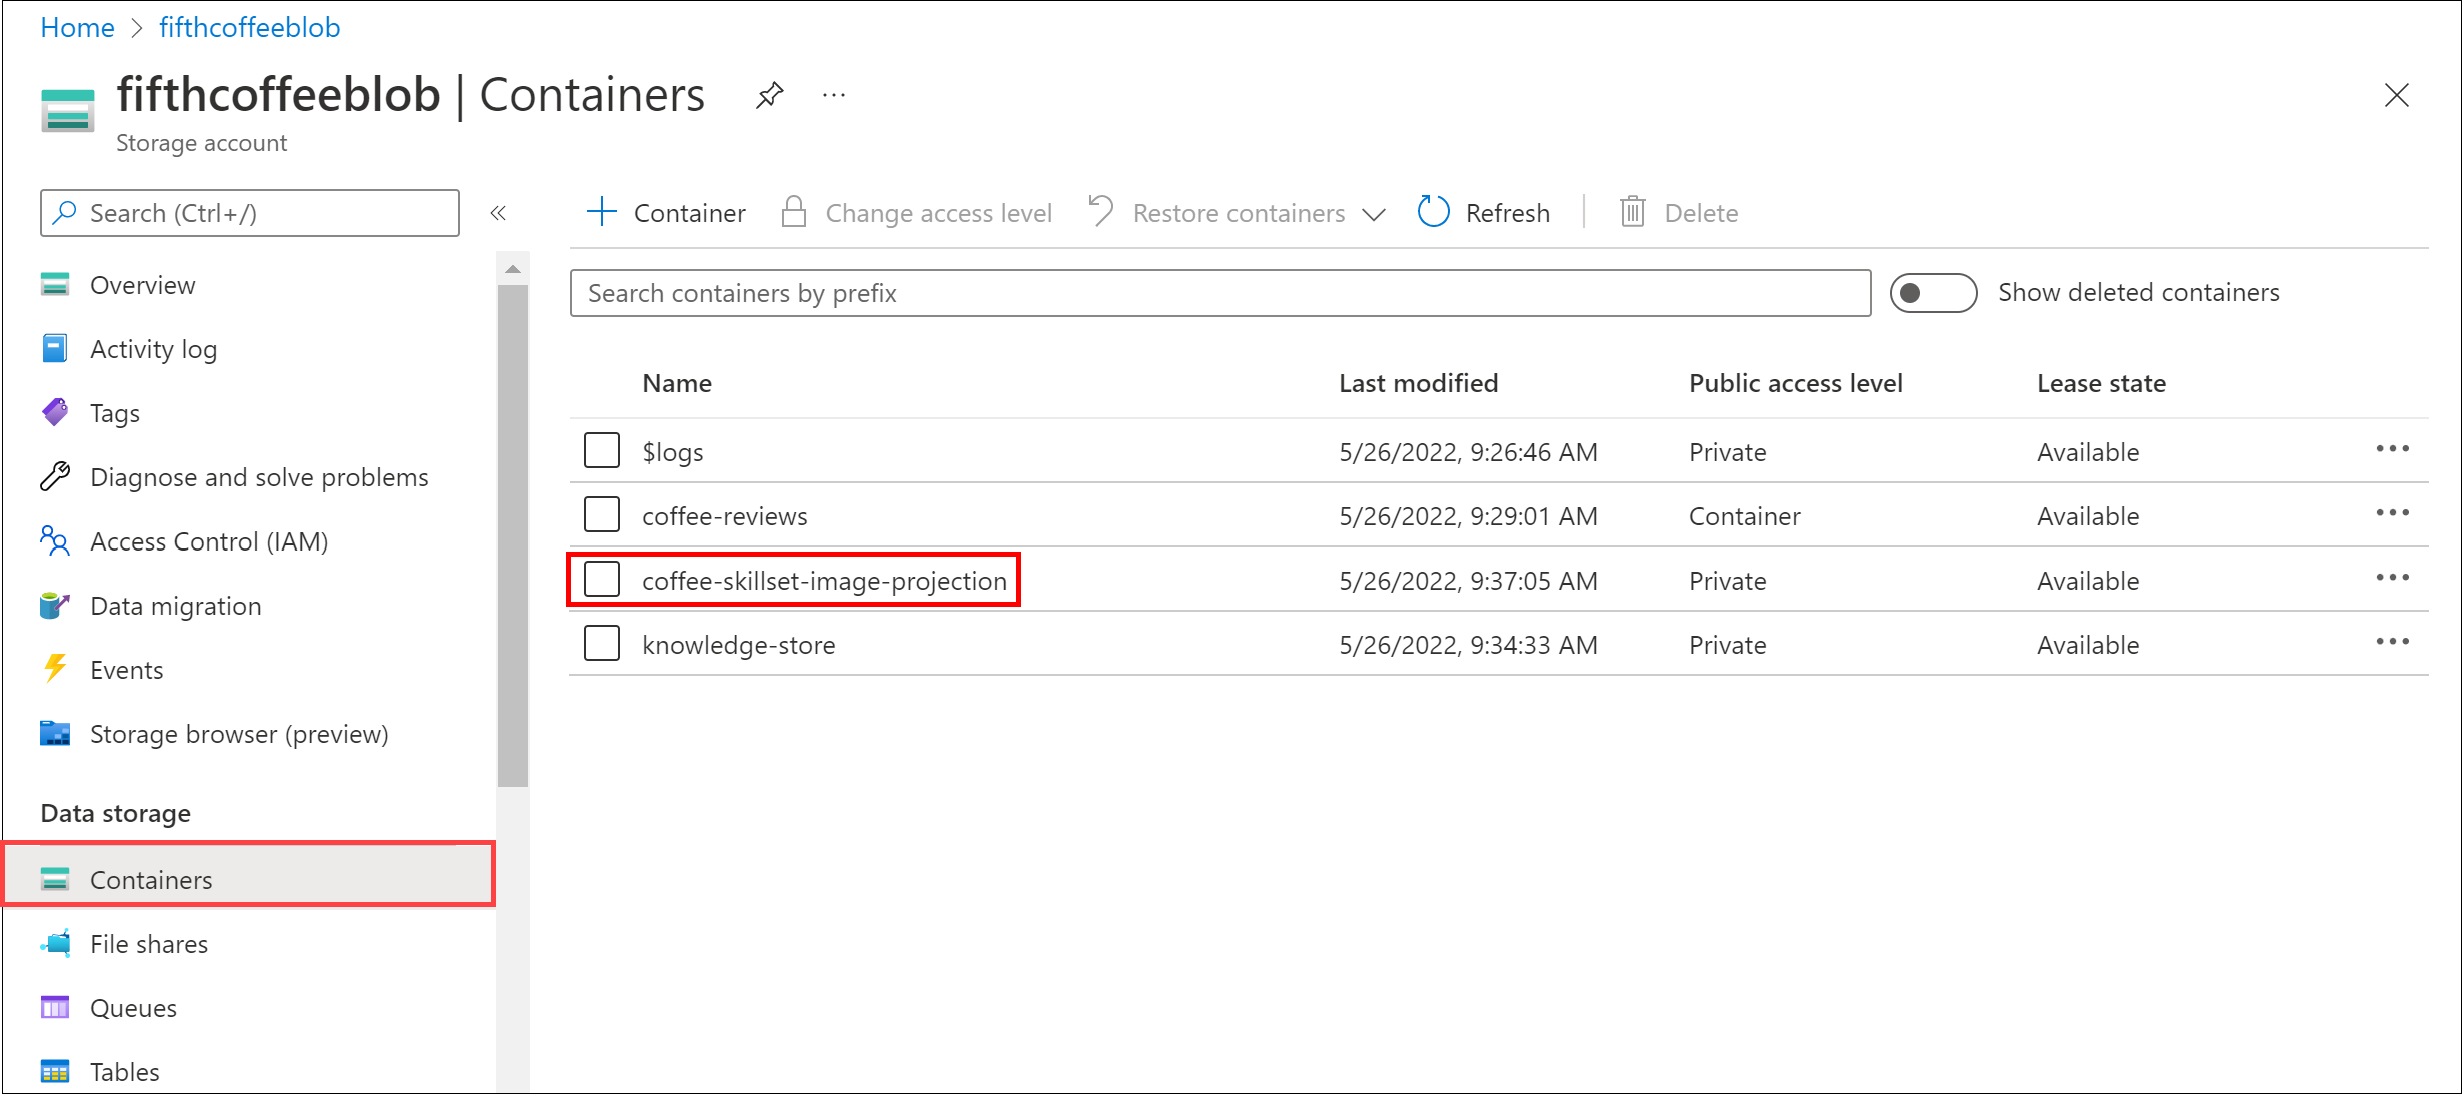 Home > fifthcoffeeblob
fifthcoffeeblob | Containers ...
Storage account
Search (Ctrl+/) «
Container Change access level Restore containers Refresh Delete
Search containers by prefix Show deleted containers
Overview
Activity log
Tags
Diagnose and solve problems
Access Control (IAM)
Data migration
Events
Storage browser (preview)
Data storage
Containers
File shares
Queues
Tables
Name Last modified Public access level Lease state
$logs 5/26/2022, 9:26:46 AM Private Available ...
coffee-reviews 5/26/2022, 9:29:01 AM Container Available ...
coffee-skillset-image-projection 5/26/2022, 9:37:05 AM Private Available ...
knowledge-store 5/26/2022, 9:34:33 AM Private Available ...